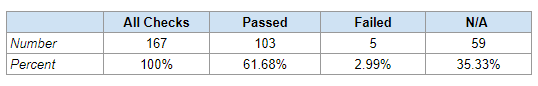 All Checks Passed Failed N/A
Number 167 103 5 59
Percent 100% 61.68% 2.99% 35.33%